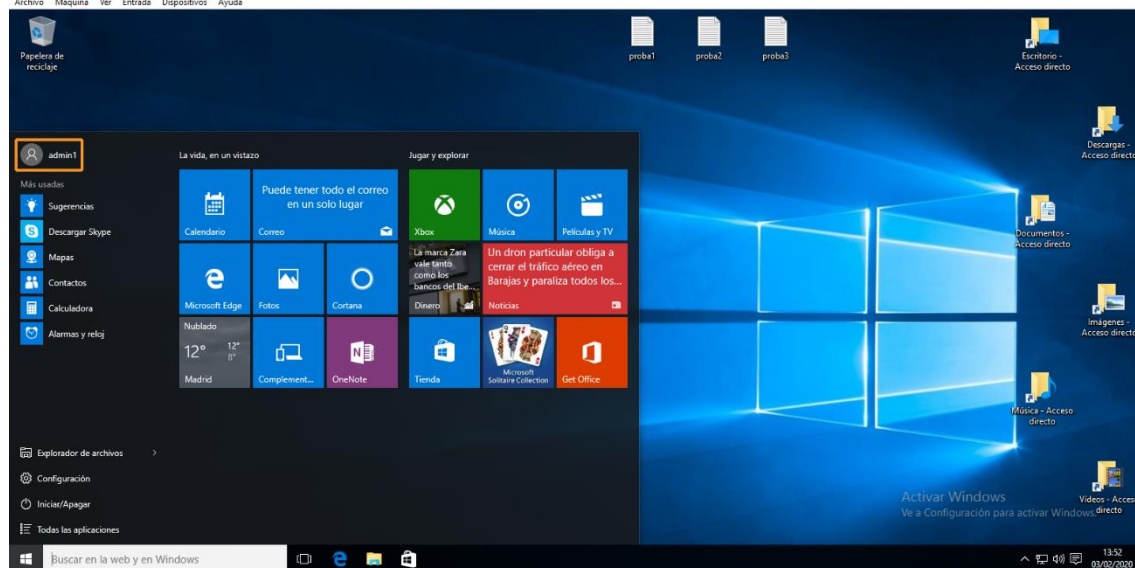 Archivo Máquina Ver Entrada Dispositivos Ayuda
Papelera de
reciclaje
proba1
proba2
proba3
Escritorio -
Acceso directo
Descargas -
Acceso directo
Documentos -
Acceso directo
Imágenes -
Acceso directo
Música - Acceso
directo
Videos - Acces
directo
admin1
Más usadas
Sugerencias
Descargar Skype
Mapas
Contactos
Calculadora
Alarmas y reloj
Explorador de archivos
Configuración
Iniciar/Apagar
Todas las aplicaciones
La vida, en un vistazo
Calendario
Puede tener todo el correo
en un solo lugar
Correo
Microsoft Edge
Fotos
Cortana
Nublado
12° 12°
8°
Madrid
Complement...
OneNote
Jugar y explorar
Xbox
Música
Películas y TV
La marca Zara
vale tanto
como los
bancos del Ibe...
Dinero
Un dron particular obliga a
cerrar el tráfico aéreo en
Barajas y paraliza todos los...
Noticias
Tienda
Microsoft
Solitaire Collection
Get Office
Activar Windows
Ve a Configuración para activar Windows.
Buscar en la web y en Windows
13:52
03/02/2020